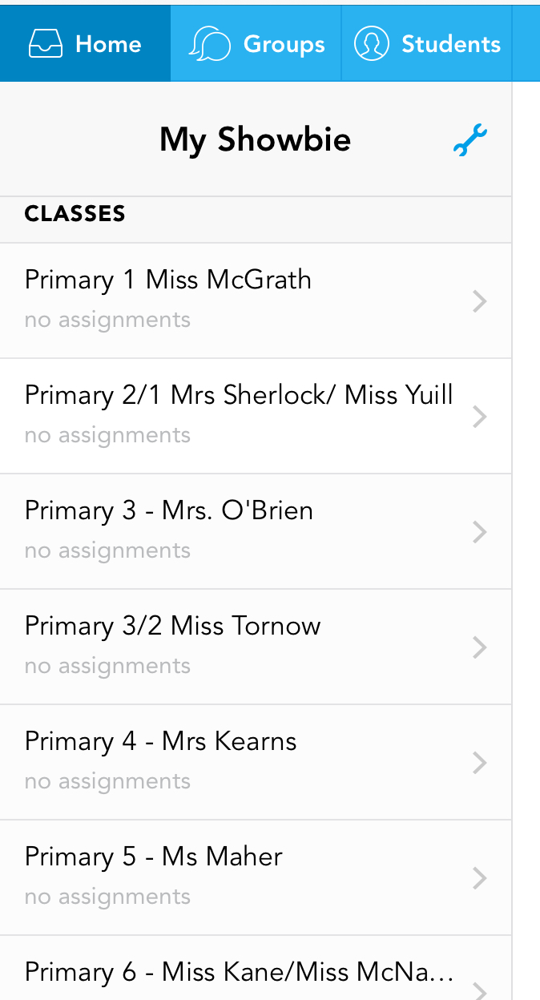 Home Groups Students
My Showbie
CLASSES
Primary 1 Miss McGrath
no assignments
Primary 2/1 Mrs Sherlock/ Miss Yuill
no assignments
Primary 3 - Mrs. O'Brien
no assignments
Primary 3/2 Miss Tornow
no assignments
Primary 4 - Mrs Kearns
no assignments
Primary 5 - Ms Maher
no assignments
Primary 6 - Miss Kane/Miss McNa...